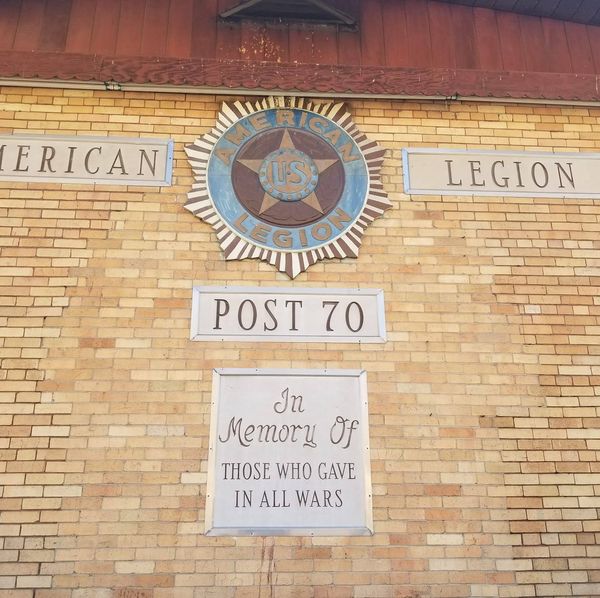 MERICAN
AMERICAN
US
LEGION
LEGION
POST 70
In
Memory Of
THOSE WHO GAVE
IN ALL WARS